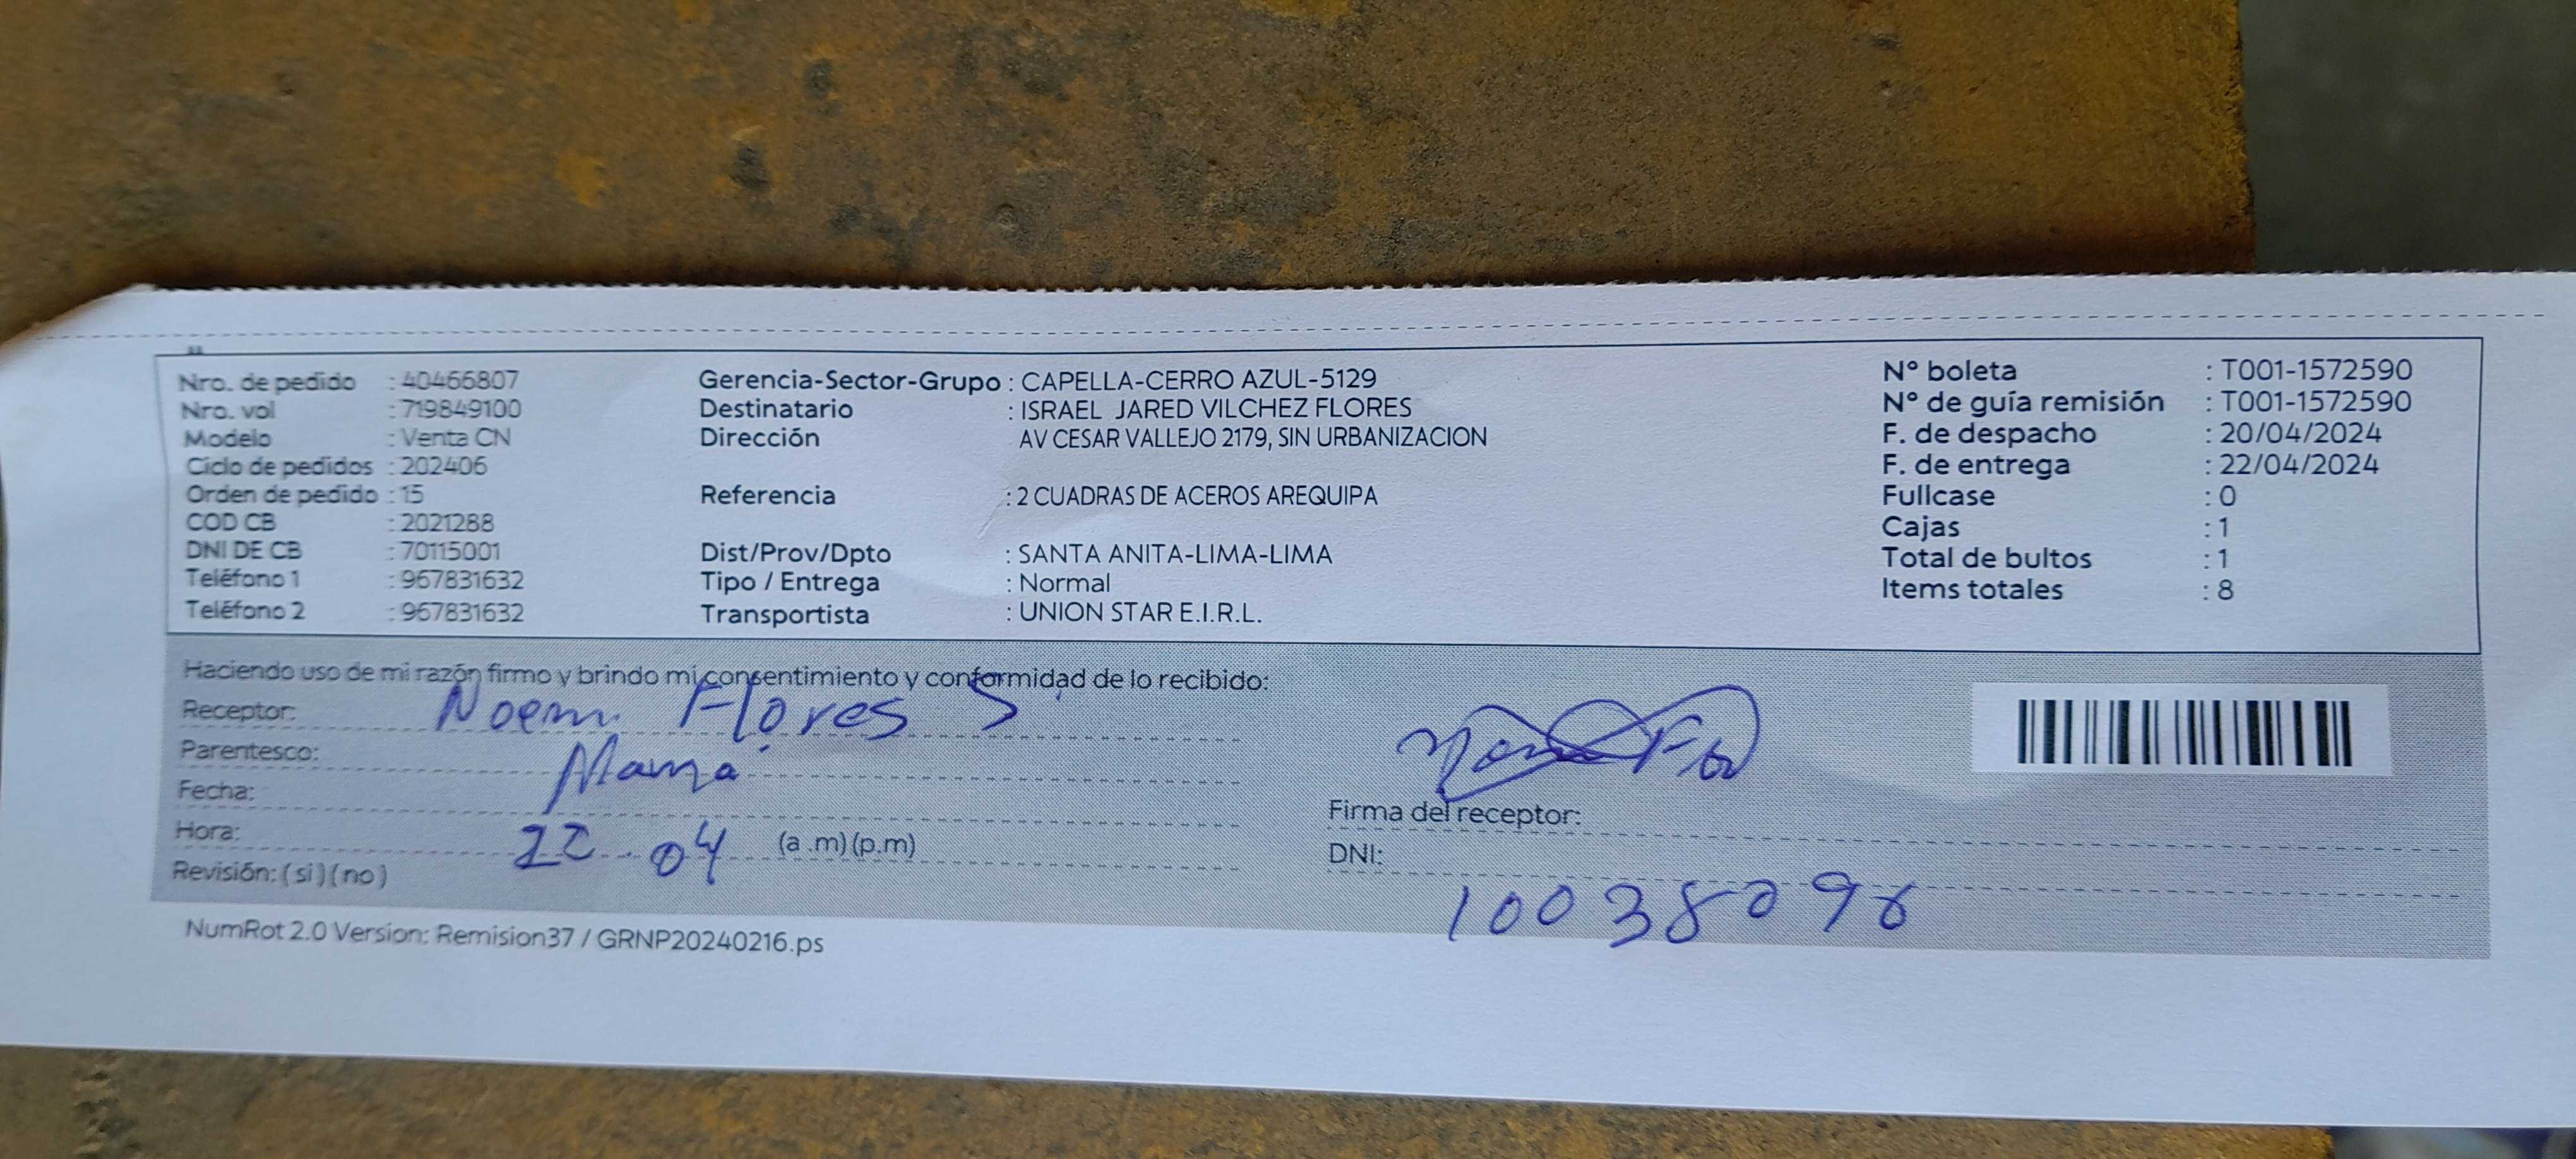 Nro. de pedido : 40466807
Nro. vol : 719849100
Modelo : Venta CN
Ciclo de pedidos : 202406
Orden de pedido : 15
COD CB : 2021288
DNI DE CB : 70115001
Teléfono 1 : 967831632
Teléfono 2 : 967831632
Gerencia-Sector-Grupo : CAPELLA-CERRO AZUL-5129
Destinatario : ISRAEL JARED VILCHEZ FLORES
Dirección AV CESAR VALLEJO 2179, SIN URBANIZACION
Referencia : 2 CUADRAS DE ACEROS AREQUIPA
Dist/Prov/Dpto : SANTA ANITA-LIMA-LIMA
Tipo / Entrega : Normal
Transportista : UNION STAR E.I.R.L.
Nº boleta : T001-1572590
Nº de guía remisión : T001-1572590
F. de despacho : 20/04/2024
F. de entrega : 22/04/2024
Fullcase : 0
Cajas : 1
Total de bultos : 1
Items totales : 8
Haciendo uso de mi razón firmo y brindo mi consentimiento y conformidad de lo recibido:
Receptor: Noemi Flores S.
Parentesco: Mamá
Fecha:
Hora: 22.04 (a .m)(p.m)
Revisión: (si)(no)
Firma del receptor:
DNI:
10038096
NumRot 2.0 Version: Remision37 / GRNP20240216.ps